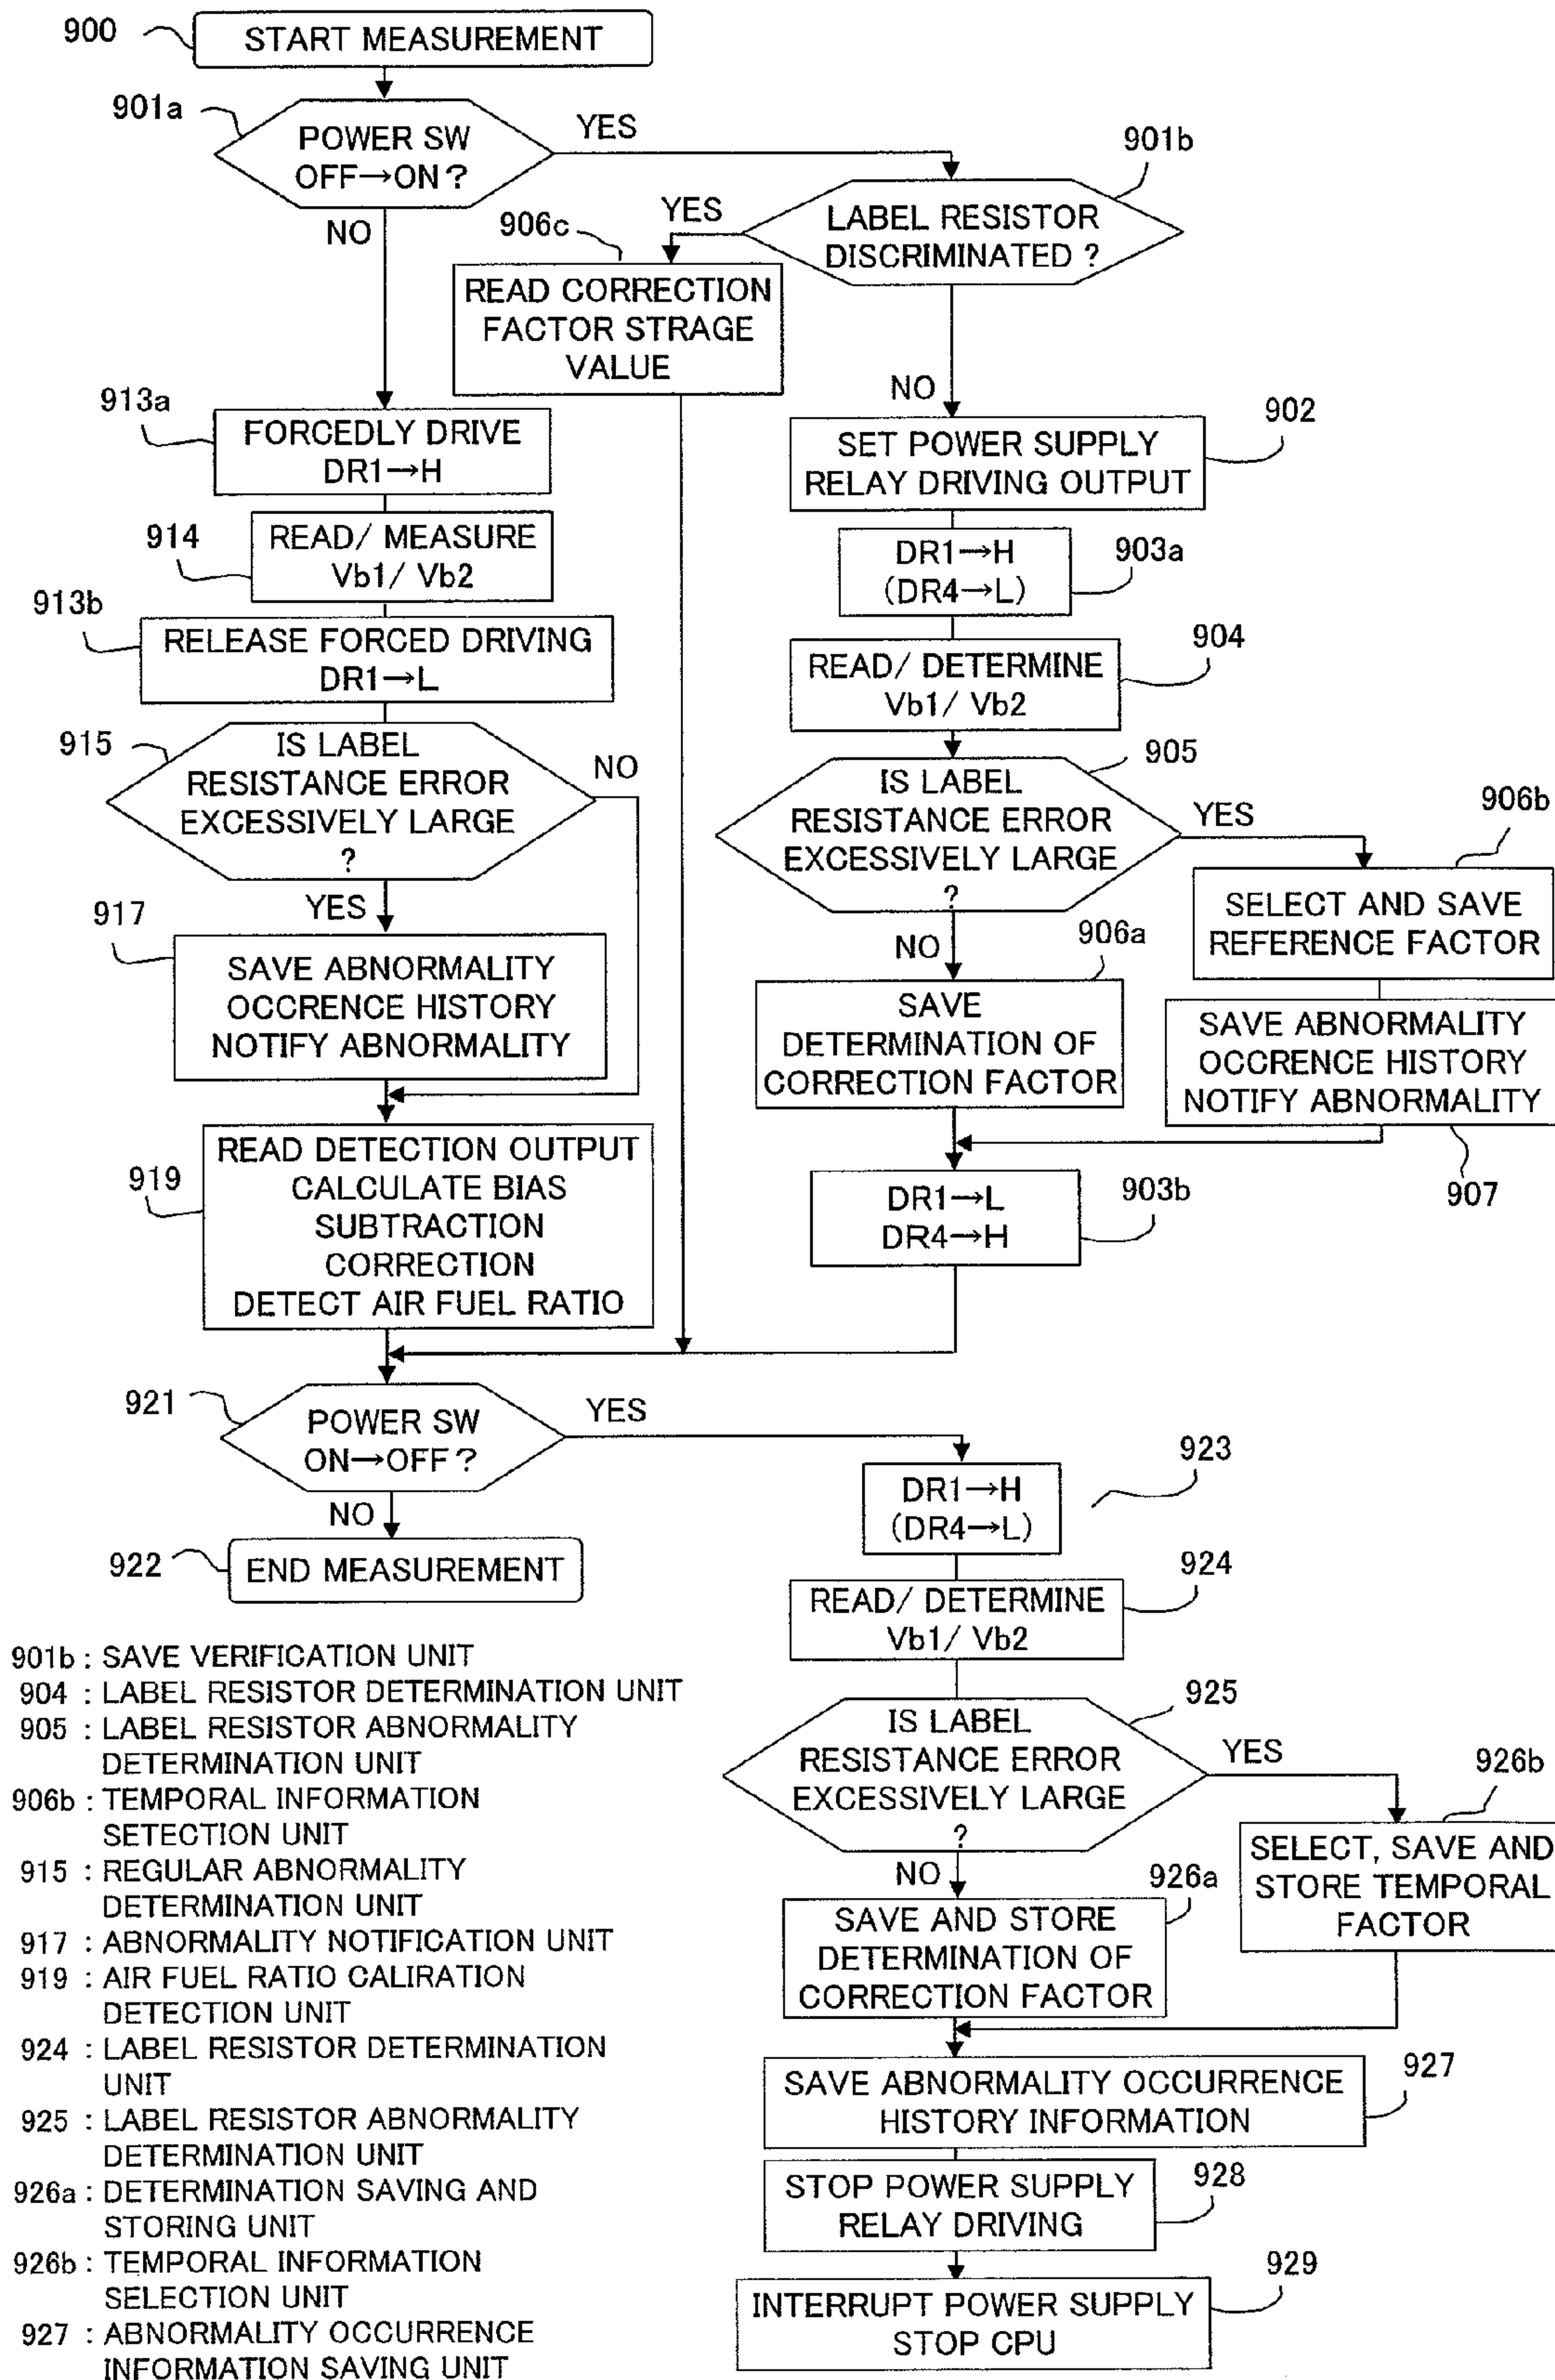 900
START MEASUREMENT
901a
POWER SW
OFF→ON?
YES
NO
901b
LABEL RESISTOR
DISCRIMINATED ?
YES
NO
906c
READ CORRECTION
FACTOR STRAGE
VALUE
913a
FORCEDLY DRIVE
DR1→H
914
READ/ MEASURE
Vb1/ Vb2
913b
RELEASE FORCED DRIVING
DR1→L
915
IS LABEL
RESISTANCE ERROR
EXCESSIVELY LARGE
?
NO
YES
917
SAVE ABNORMALITY
OCCRENCE HISTORY
NOTIFY ABNORMALITY
919
READ DETECTION OUTPUT
CALCULATE BIAS
SUBTRACTION
CORRECTION
DETECT AIR FUEL RATIO
902
SET POWER SUPPLY
RELAY DRIVING OUTPUT
903a
DR1→H
(DR4→L)
904
READ/ DETERMINE
Vb1/ Vb2
905
IS LABEL
RESISTANCE ERROR
EXCESSIVELY LARGE
?
YES
NO
906b
SELECT AND SAVE
REFERENCE FACTOR
906a
SAVE
DETERMINATION OF
CORRECTION FACTOR
SAVE ABNORMALITY
OCCRENCE HISTORY
NOTIFY ABNORMALITY
907
903b
DR1→L
DR4→H
921
POWER SW
ON→OFF?
YES
NO
922
END MEASUREMENT
923
DR1→H
(DR4→L)
924
READ/ DETERMINE
Vb1/ Vb2
925
IS LABEL
RESISTANCE ERROR
EXCESSIVELY LARGE
?
YES
NO
926b
SELECT, SAVE AND
STORE TEMPORAL
FACTOR
926a
SAVE AND STORE
DETERMINATION OF
CORRECTION FACTOR
927
SAVE ABNORMALITY OCCURRENCE
HISTORY INFORMATION
928
STOP POWER SUPPLY
RELAY DRIVING
929
INTERRUPT POWER SUPPLY
STOP CPU
901b : SAVE VERIFICATION UNIT
904 : LABEL RESISTOR DETERMINATION UNIT
905 : LABEL RESISTOR ABNORMALITY
DETERMINATION UNIT
906b : TEMPORAL INFORMATION
SETECTION UNIT
915 : REGULAR ABNORMALITY
DETERMINATION UNIT
917 : ABNORMALITY NOTIFICATION UNIT
919 : AIR FUEL RATIO CALIRATION
DETECTION UNIT
924 : LABEL RESISTOR DETERMINATION
UNIT
925 : LABEL RESISTOR ABNORMALITY
DETERMINATION UNIT
926a : DETERMINATION SAVING AND
STORING UNIT
926b : TEMPORAL INFORMATION
SELECTION UNIT
927 : ABNORMALITY OCCURRENCE
INFORMATION SAVING UNIT